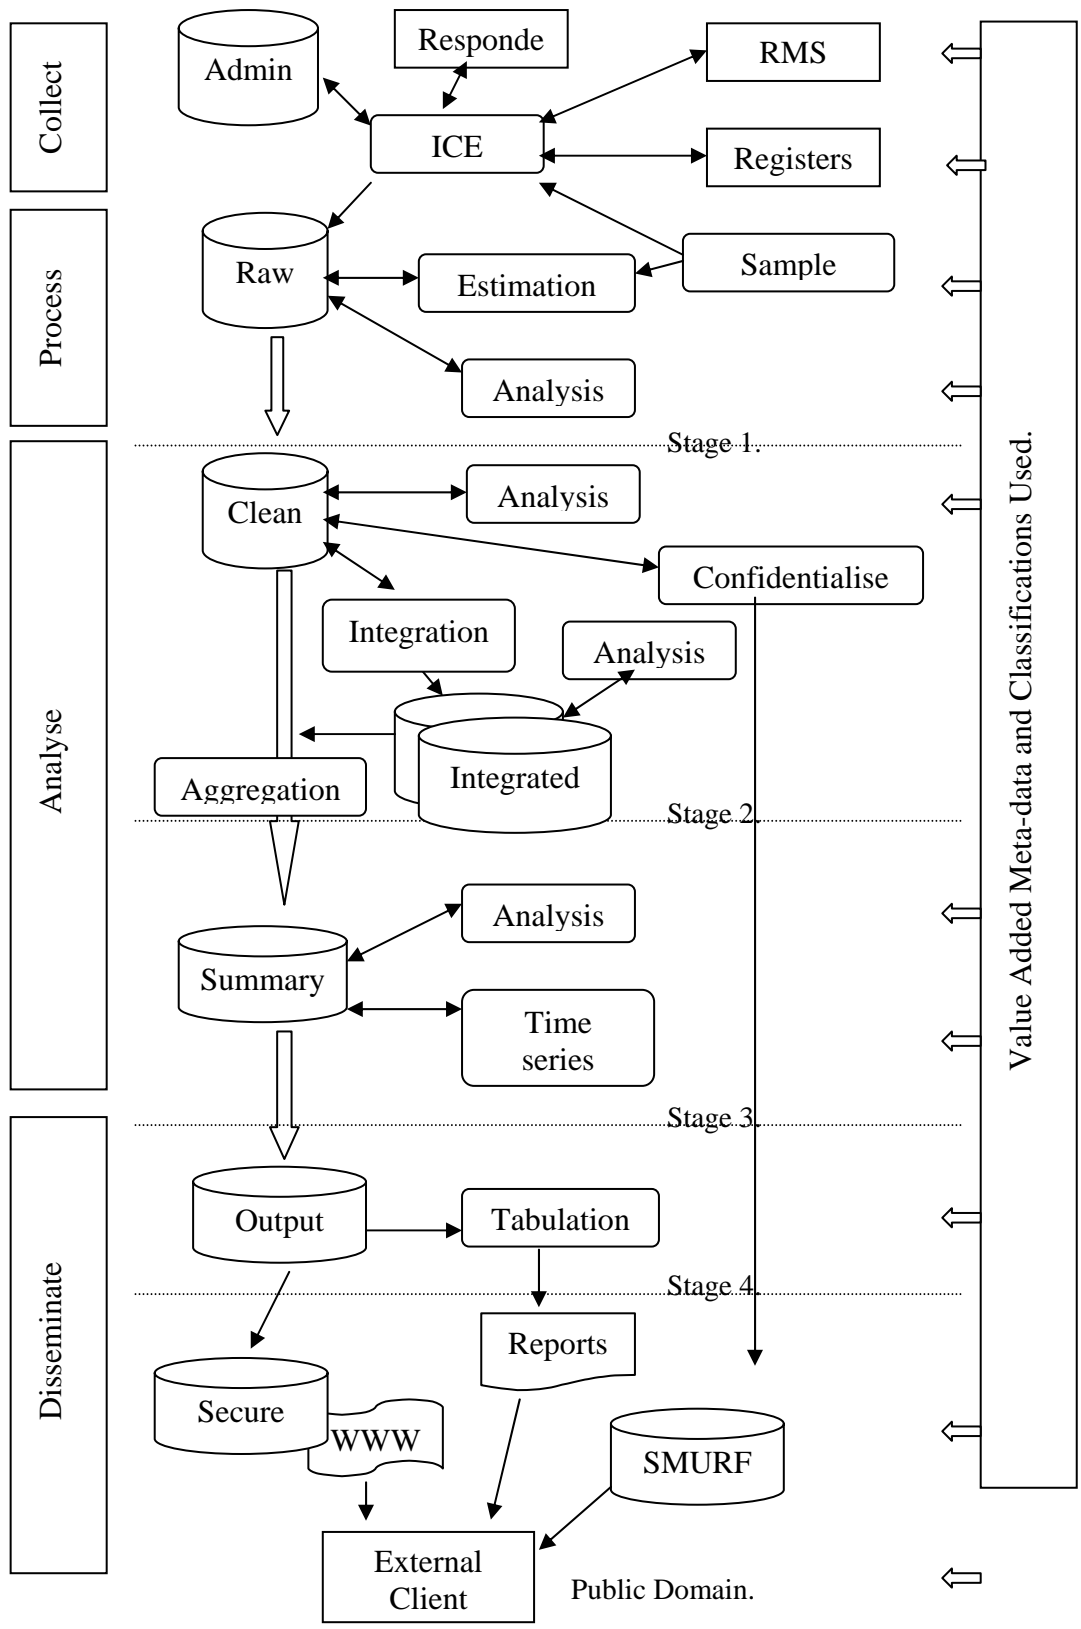 Collect
Admin
Responde
RMS
ICE
Registers
Process
Raw
Estimation
Sample
Analysis
Stage 1.
Analyse
Clean
Analysis
Confidentialise
Integration
Analysis
Integrated
Aggregation
Stage 2.
Analysis
Summary
Time
series
Stage 3.
Disseminate
Output
Tabulation
Stage 4.
Reports
Secure
WWW
SMURF
External
Client
Public Domain.
Value Added Meta-data and Classifications Used.